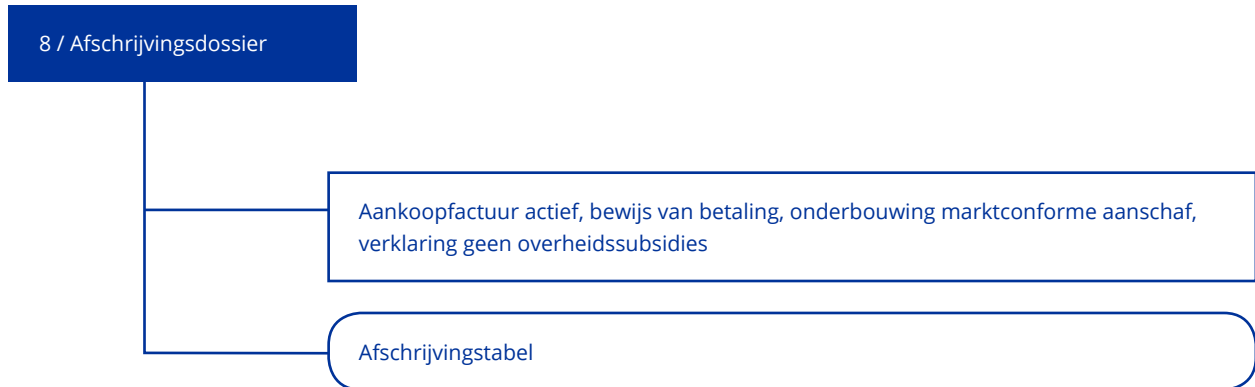 8 / Afschrijvingsdossier
Aankoopfactuur actief, bewijs van betaling, onderbouwing marktconforme aanschaf,
verklaring geen overheidssubsidies
Afschrijvingstabel